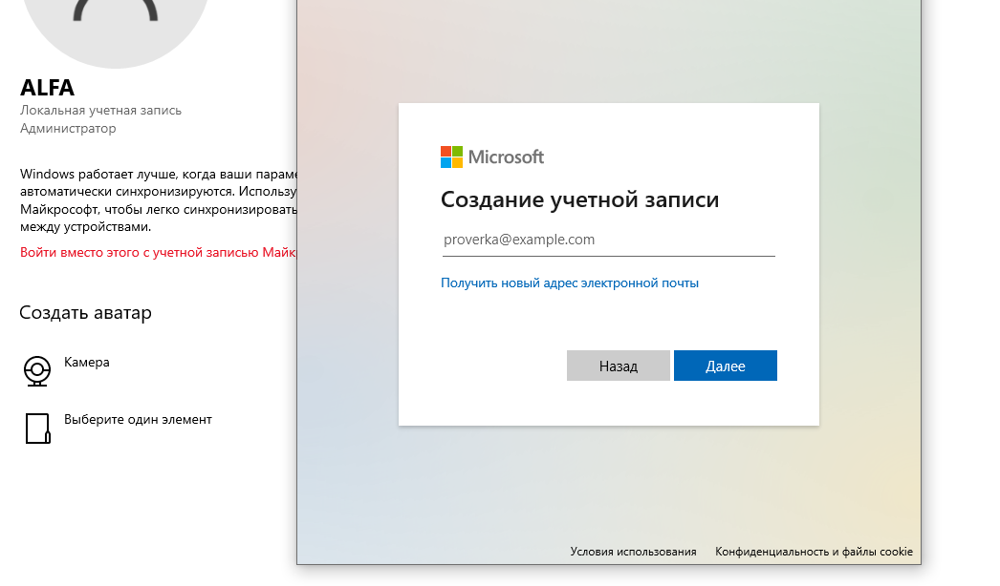 ALFA
Локальная учетная запись
Администратор
Windows работает лучше, когда ваши параме
автоматически синхронизируются. Использу
Майкрософт, чтобы легко синхронизировать
между устройствами.
Войти вместо этого с учетной записью Майк
Создать аватар
Камера
Выберите один элемент
Microsoft
Создание учетной записи
proverka@example.com
Получить новый адрес электронной почты
Назад
Далее
Условия использования
Конфиденциальность и файлы cookie